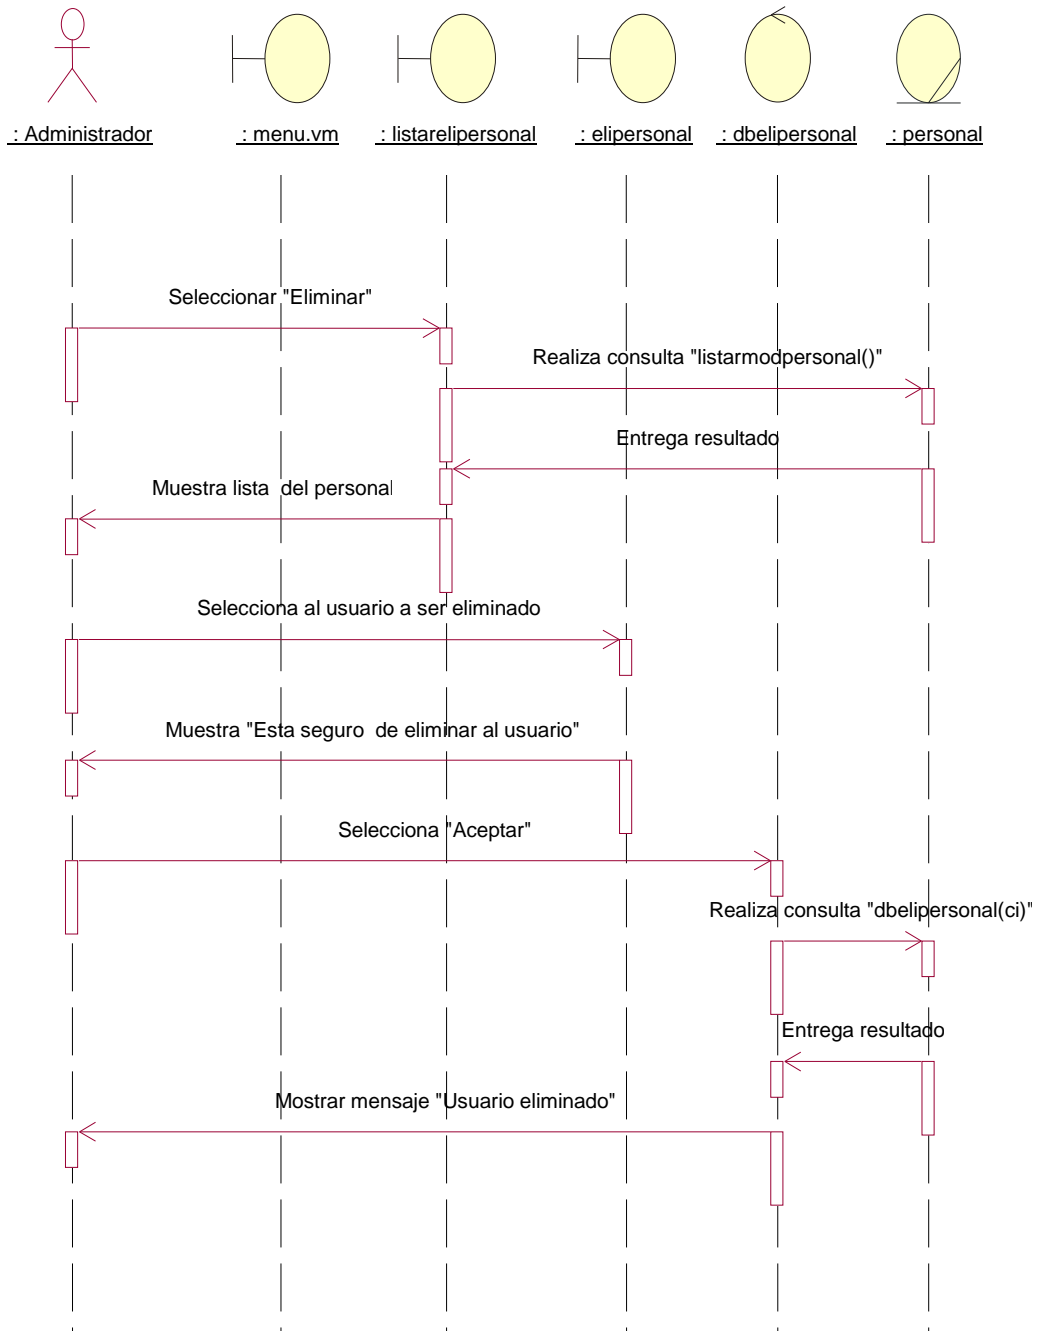 : Administrador
: menu.vm
: listarelipersonal
: elipersonal
: dbelipersonal
: personal
Seleccionar "Eliminar"
Realiza consulta "listarmodpersonal()"
Entrega resultado
Muestra lista del personal
Selecciona al usuario a ser eliminado
Muestra "Esta seguro de eliminar al usuario"
Selecciona "Aceptar"
Realiza consulta "dbelipersonal(ci)"
Entrega resultado
Mostrar mensaje "Usuario eliminado"